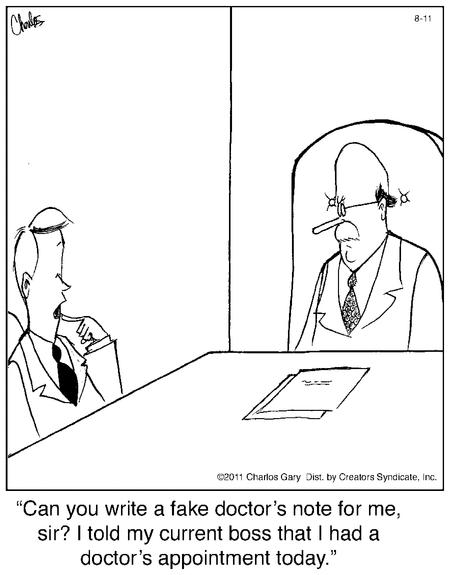 Charlos
8-11
©2011 Charlos Gary Dist. by Creators Syndicate, Inc.
“Can you write a fake doctor’s note for me,
sir? I told my current boss that I had a
doctor’s appointment today.”